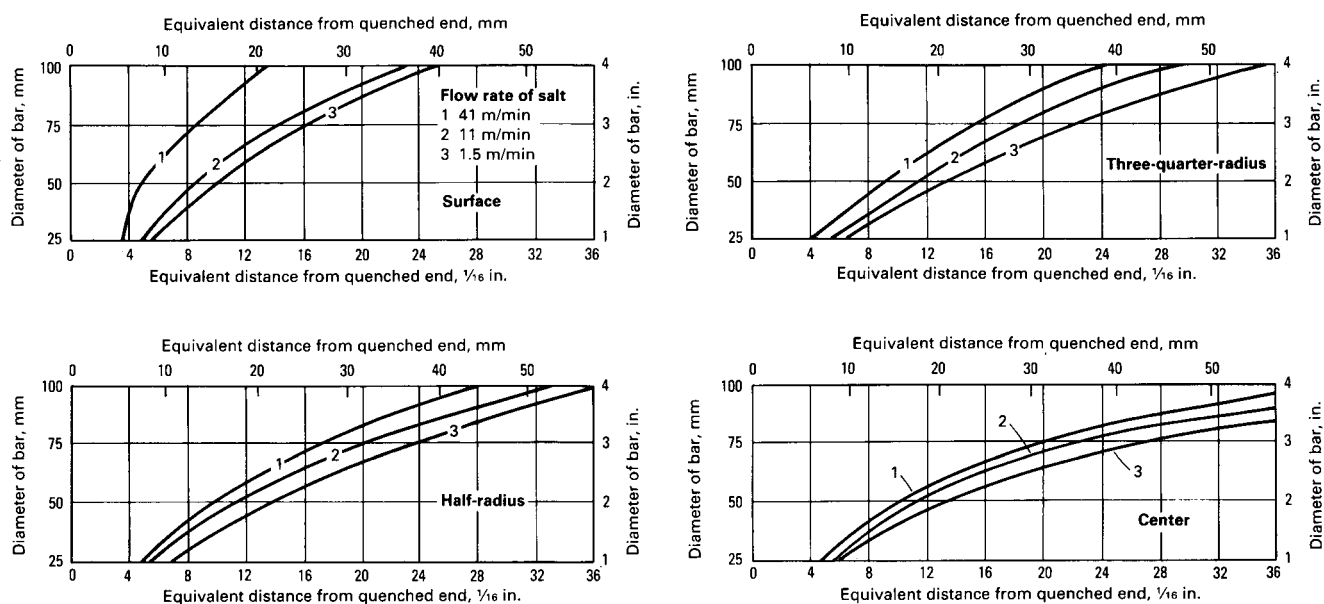 Equivalent distance from quenched end, mm
0 10 20 30 40 50
100 75 50 25
Diameter of bar, mm
4 3 2 1
Diameter of bar, in.
Flow rate of salt
1 41 m/min
2 11 m/min
3 1.5 m/min
1
2
3
Surface
0 4 8 12 16 20 24 28 32 36
Equivalent distance from quenched end, 1/16 in.
Equivalent distance from quenched end, mm
0 10 20 30 40 50
100 75 50 25
Diameter of bar, mm
4 3 2 1
Diameter of bar, in.
1
2
3
Three-quarter-radius
0 4 8 12 16 20 24 28 32 36
Equivalent distance from quenched end, 1/16 in.
Equivalent distance from quenched end, mm
0 10 20 30 40 50
100 75 50 25
Diameter of bar, mm
4 3 2 1
Diameter of bar, in.
1
2
3
Half-radius
0 4 8 12 16 20 24 28 32 36
Equivalent distance from quenched end, 1/16 in.
Equivalent distance from quenched end, mm
0 10 20 30 40 50
100 75 50 25
Diameter of bar, mm
4 3 2 1
Diameter of bar, in.
2
1
3
Center
0 4 8 12 16 20 24 28 32 36
Equivalent distance from quenched end, 1/16 in.